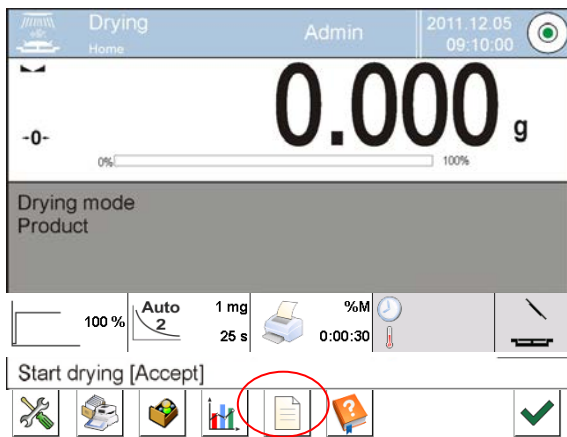 Drying
Home
Admin
2011.12.05
09:10:00
0.000 g
-0-
0%
100%
Drying mode
Product
100 %
Auto
2
1 mg
25 s
%M
0:00:30
Start drying [Accept]
?